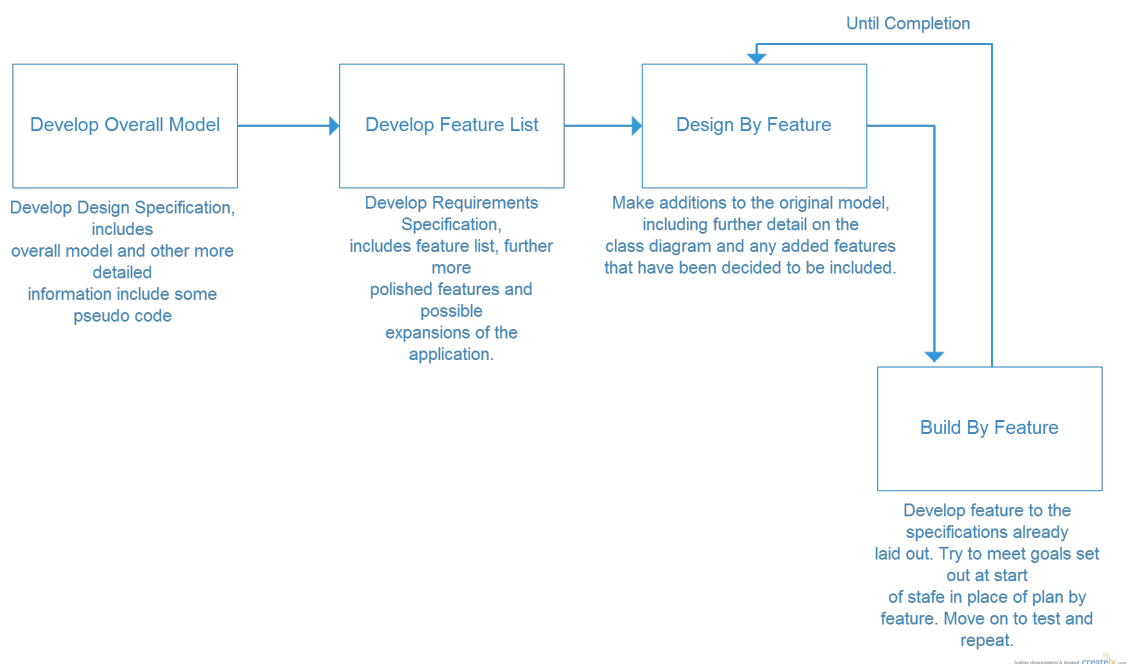 Until Completion
Develop Overall Model
Develop Feature List
Design By Feature
Develop Design Specification,
includes
overall model and other more
detailed
information include some
pseudo code
Develop Requirements
Specification,
includes feature list, further
more
polished features and
possible
expansions of the
application.
Make additions to the original model,
including further detail on the
class diagram and any added features
that have been decided to be included.
Build By Feature
Develop feature to the
specifications already
laid out. Try to meet goals set
out at start
of stafe in place of plan by
feature. Move on to test and
repeat.
creately